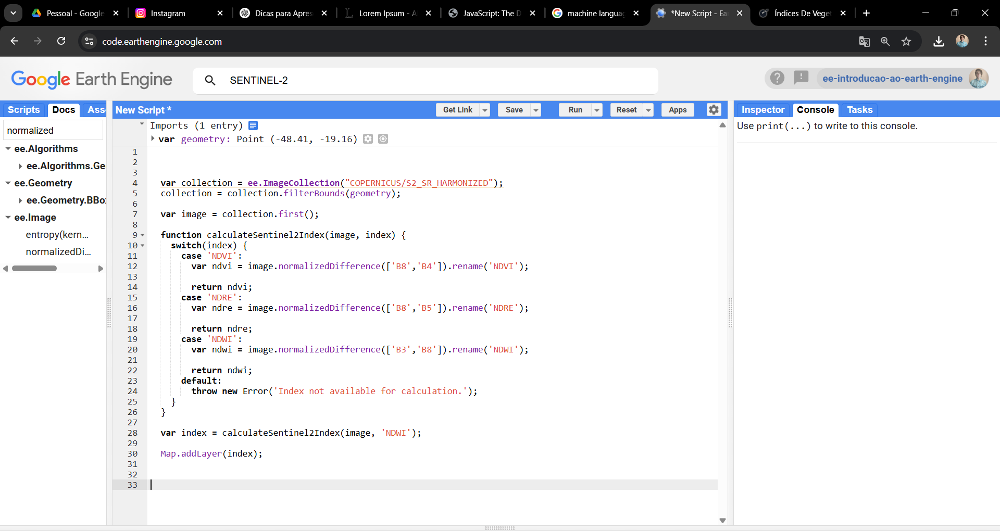 Pessoal - Google
Instagram
Dicas para Apres
Lorem Ipsum - A
JavaScript: The D
machine languag
*New Script - Ear
Índices De Veget
code.earthengine.google.com
Google Earth Engine
SENTINEL-2
ee-introducao-ao-earth-engine
Scripts
Docs
Ass
normalized
ee.Algorithms
ee.Algorithms.Ge
ee.Geometry
ee.Geometry.BBo
ee.Image
entropy(kern...
normalizedDi...
New Script *
Get Link
Save
Run
Reset
Apps
Imports (1 entry)
var geometry: Point (-48.41, -19.16)
1
2
3
4 var collection = ee.ImageCollection("COPERNICUS/S2_SR_HARMONIZED");
5 collection = collection.filterBounds(geometry);
6
7 var image = collection.first();
8
9 function calculateSentinel2Index(image, index) {
10 switch(index) {
11 case 'NDVI':
12 var ndvi = image.normalizedDifference(['B8','B4']).rename('NDVI');
13
14 return ndvi;
15 case 'NDRE':
16 var ndre = image.normalizedDifference(['B8','B5']).rename('NDRE');
17
18 return ndre;
19 case 'NDWI':
20 var ndwi = image.normalizedDifference(['B3','B8']).rename('NDWI');
21
22 return ndwi;
23 default:
24 throw new Error('Index not available for calculation.');
25 }
26 }
27
28 var index = calculateSentinel2Index(image, 'NDWI');
29
30 Map.addLayer(index);
31
32
33
Inspector
Console
Tasks
Use print(...) to write to this console.